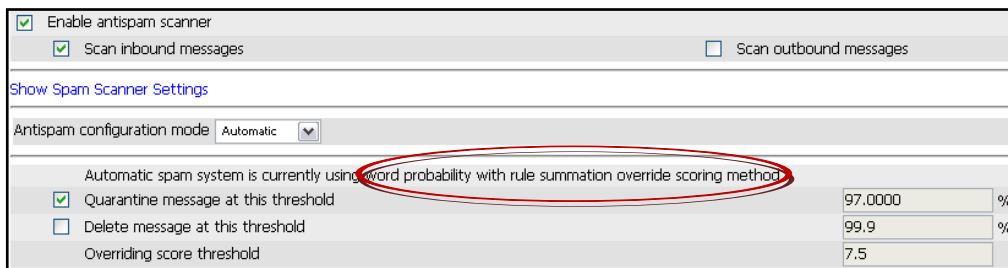 Enable antispam scanner
Scan inbound messages Scan outbound messages
Show Spam Scanner Settings
Antispam configuration mode Automatic
Automatic spam system is currently using word probability with rule summation override scoring method
Quarantine message at this threshold 97.0000 %
Delete message at this threshold 99.9 %
Overriding score threshold 7.5